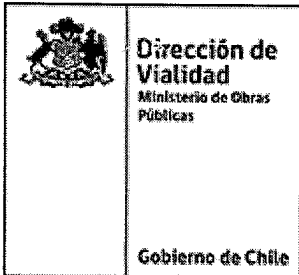 Dirección de
Vialidad
Ministerio de Obras
Públicas
Gobierno de Chile